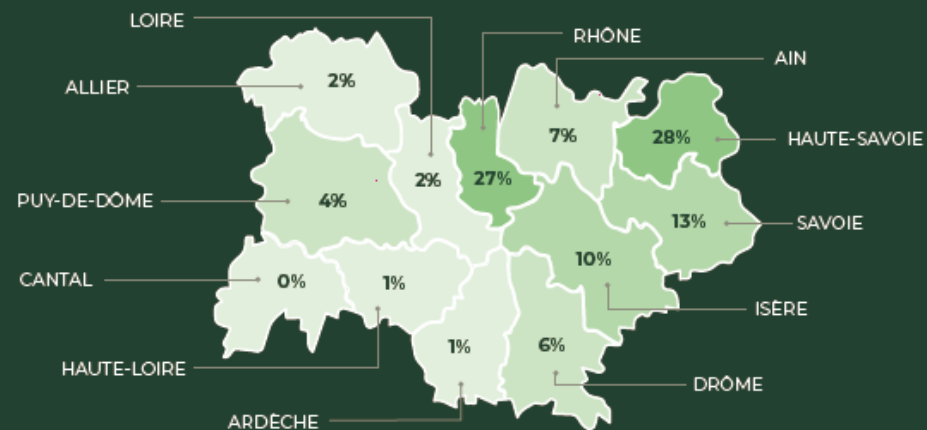 LOIRE
RHÔNE
AIN
ALLIER
2%
7%
28%
HAUTE-SAVOIE
PUY-DE-DÔME
4%
2%
27%
13%
SAVOIE
CANTAL
0%
1%
10%
ISÈRE
HAUTE-LOIRE
1%
6%
DRÔME
ARDÈCHE